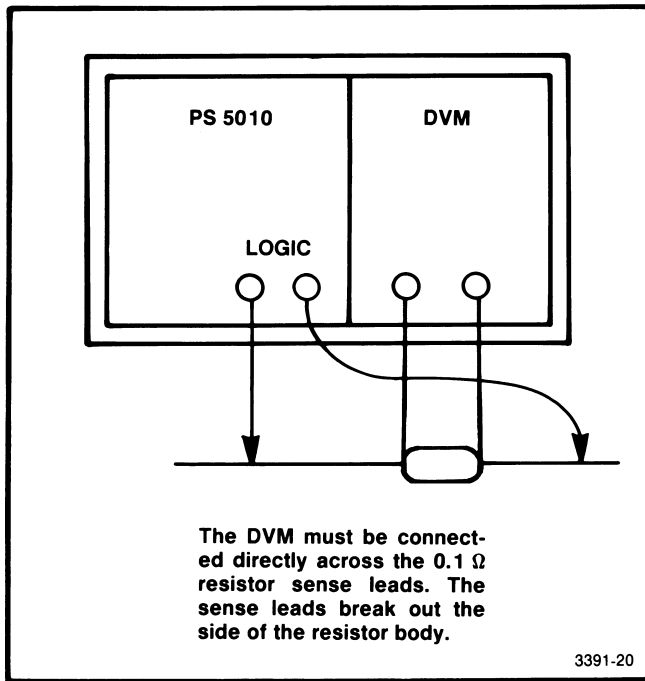 PS 5010
DVM
LOGIC
The DVM must be connect-
ed directly across the 0.1 Ω
resistor sense leads. The
sense leads break out the
side of the resistor body.
3391-20